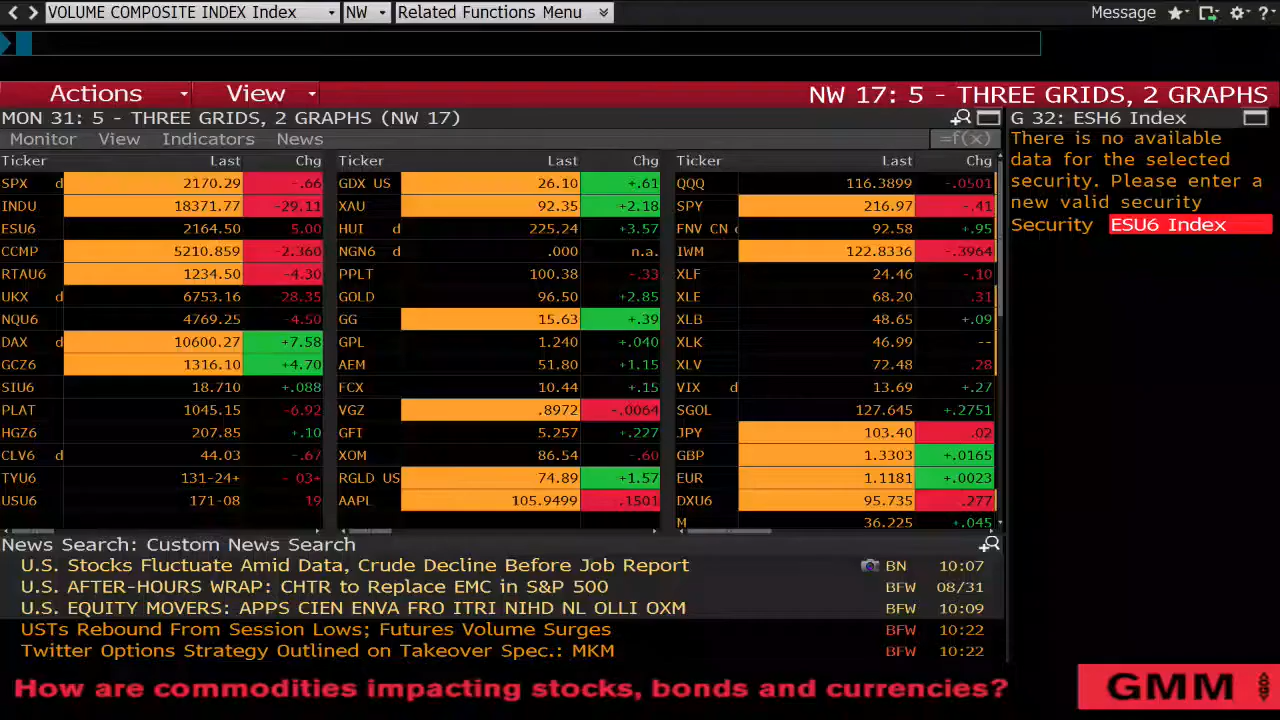 VOLUME COMPOSITE INDEX Index NW Related Functions Menu Message ?
Actions View NW 17: 5 - THREE GRIDS, 2 GRAPHS
MON 31: 5 - THREE GRIDS, 2 GRAPHS (NW 17) G 32: ESH6 Index
Monitor View Indicators News =f(x)
There is no available
data for the selected
security. Please enter a
new valid security
Security ESU6 Index
Ticker Last Chg Ticker Last Chg Ticker Last Chg
SPX d 2170.29 -.66 GDX US 26.10 +.61 QQQ 116.3899 -.0501
INDU 18371.77 -29.11 XAU 92.35 +2.18 SPY 216.97 -.41
ESU6 2164.50 5.00 HUI d 225.24 +3.57 FNV CN 92.58 +.95
CCMP 5210.859 -2.360 NGN6 d .000 n.a. IWM 122.8336 -.3964
RTAU6 1234.50 -4.30 PPLT 100.38 -.33 XLF 24.46 -.10
UKX d 6753.16 28.35 GOLD 96.50 +2.85 XLE 68.20 .31
NQU6 4769.25 -4.50 GG 15.63 +.39 XLB 48.65 +.09
DAX d 10600.27 +7.58 GPL 1.240 +.040 XLK 46.99 --
GCZ6 1316.10 +4.70 AEM 51.80 +1.15 XLV 72.48 .28
SIU6 18.710 +.088 FCX 10.44 +.15 VIX d 13.69 +.27
PLAT 1045.15 -6.92 VGZ .8972 -.0064 SGOL 127.645 +.2751
HGZ6 207.85 +.10 GFI 5.257 +.227 JPY 103.40 .02
CLV6 d 44.03 -.67 XOM 86.54 -.60 GBP 1.3303 +.0165
TYU6 131-24+ - 03+ RGLD US 74.89 +1.57 EUR 1.1181 +.0023
USU6 171-08 19 AAPL 105.9499 .1501 DXU6 95.735 .277
M 36.225 +.045
News Search: Custom News Search
U.S. Stocks Fluctuate Amid Data, Crude Decline Before Job Report BN 10:07
U.S. AFTER-HOURS WRAP: CHTR to Replace EMC in S&P 500 BFW 08/31
U.S. EQUITY MOVERS: APPS CIEN ENVA FRO ITRI NIHD NL OLLI OXM BFW 10:09
USTs Rebound From Session Lows; Futures Volume Surges BFW 10:22
Twitter Options Strategy Outlined on Takeover Spec.: MKM BFW 10:22
How are commodities impacting stocks, bonds and currencies? GMM